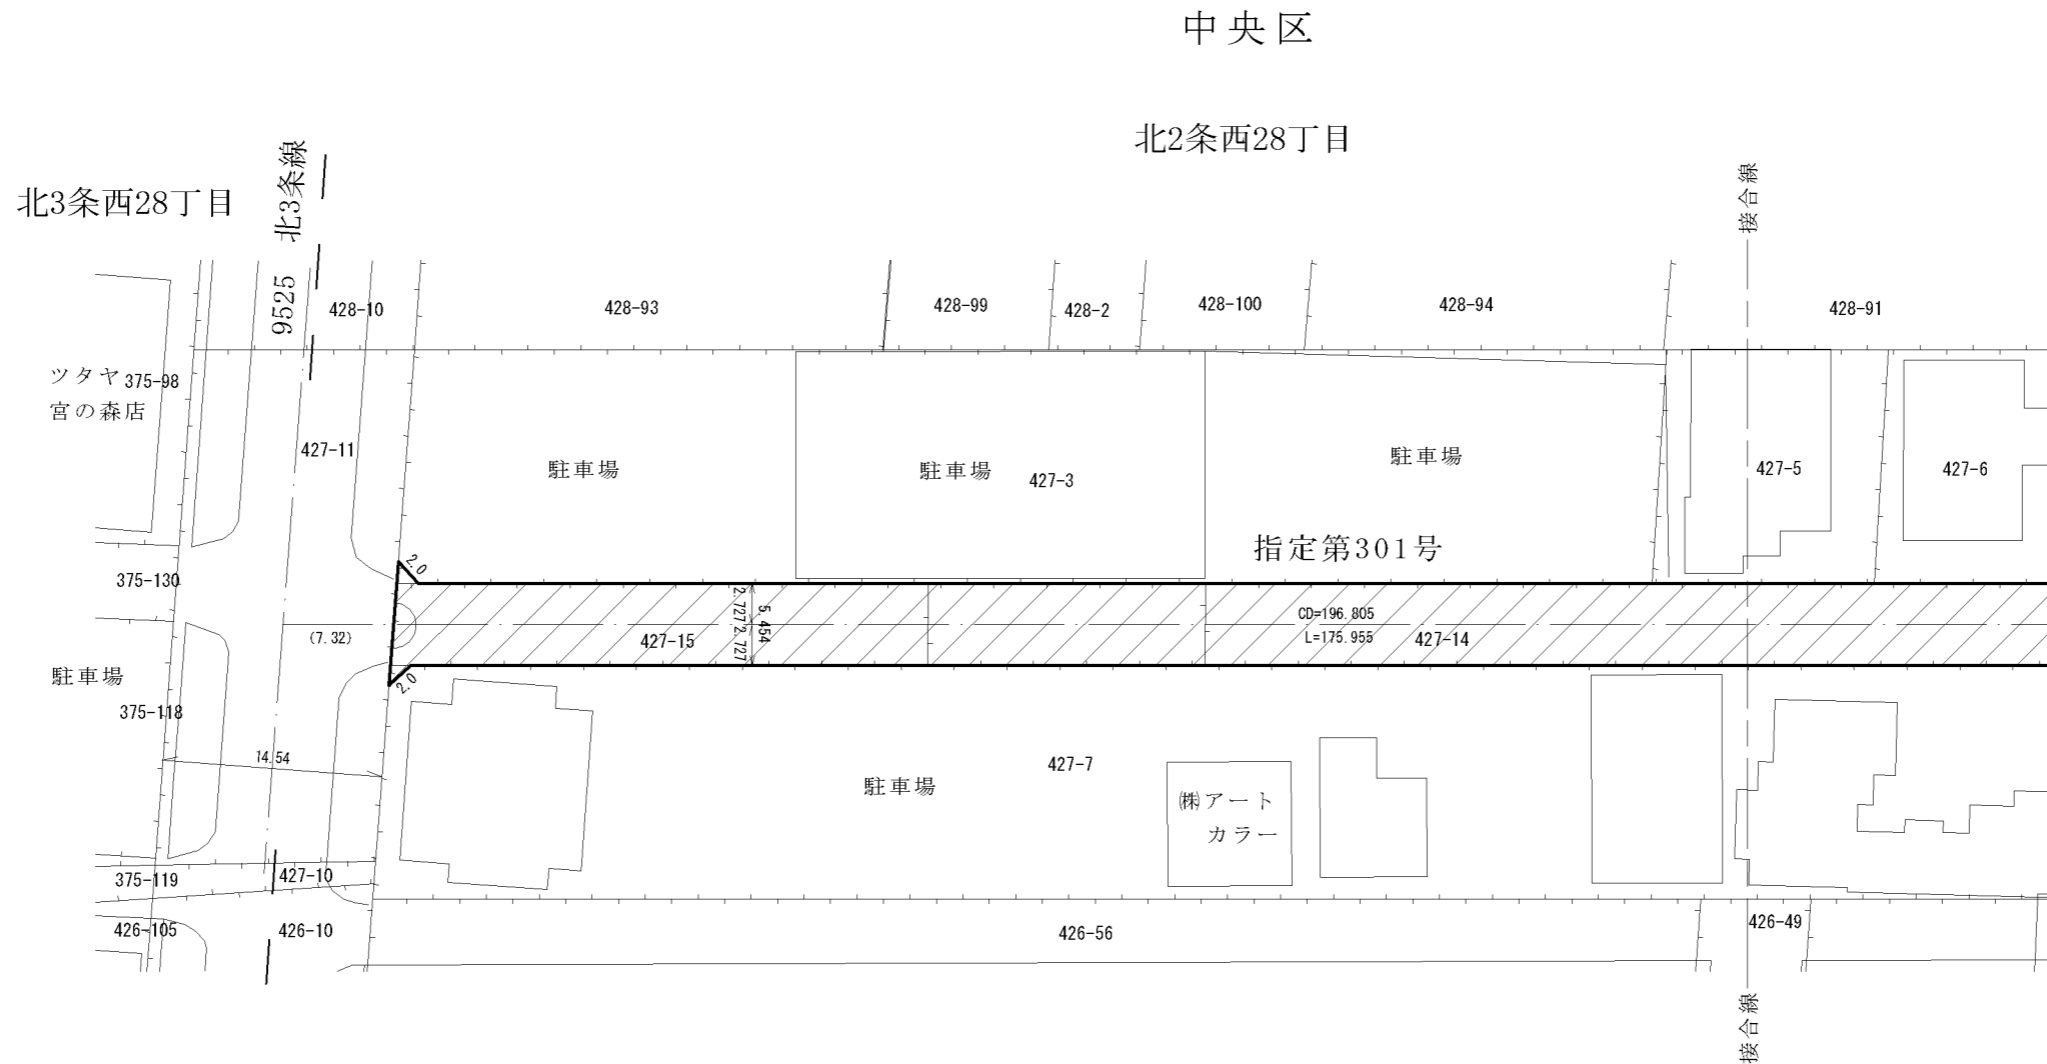 中央区
北2条西28丁目
北3条西28丁目
北3条線
9525
接合線
428-10
428-93
428-99
428-2
428-100
428-94
428-91
ツタヤ
宮の森店
375-98
427-11
駐車場
駐車場
427-3
駐車場
427-5
427-6
指定第301号
375-130
2.0
(7.32)
427-15
2.727
2.727
5.454
CD=196.805
L=175.955
427-14
2.0
駐車場
375-118
14.54
427-7
駐車場
㈱アート
カラー
375-119
427-10
426-105
426-10
426-56
426-49
接合線